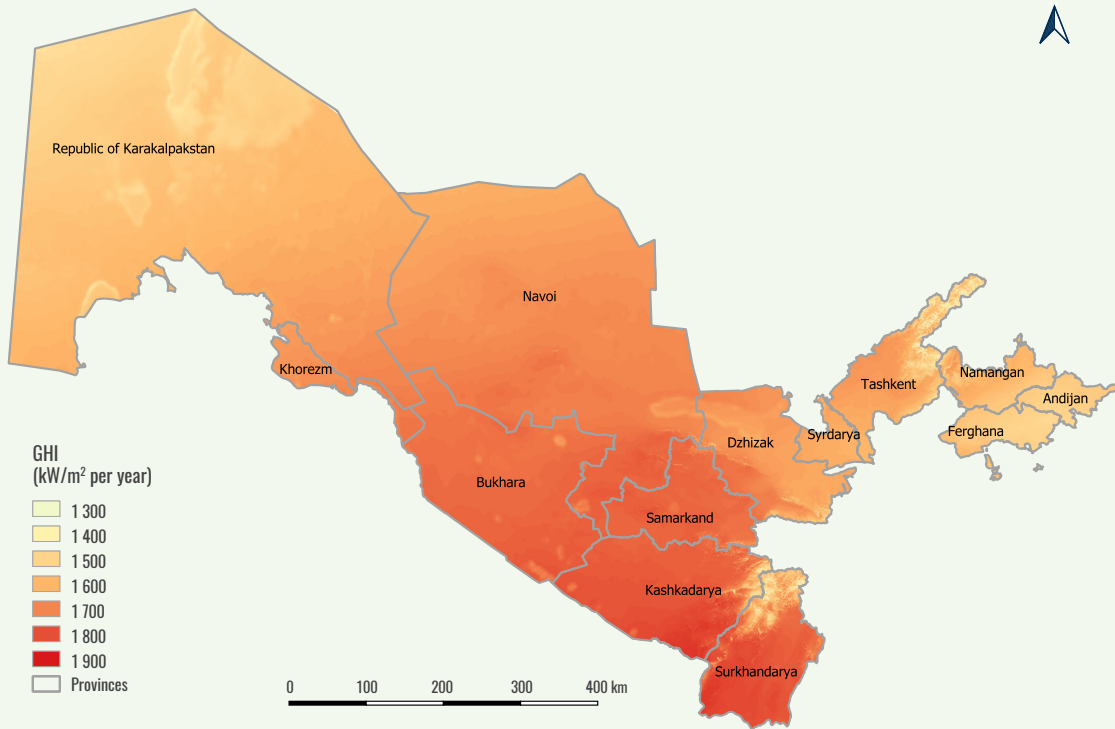 Republic of Karakalpakstan
Navoi
Khorezm
Tashkent
Namangan
Andijan
Ferghana
Syrdarya
Dzhizak
Bukhara
Samarkand
Kashkadarya
Surkhandarya
GHI
(kW/m² per year)
1 300
1 400
1 500
1 600
1 700
1 800
1 900
Provinces
0 100 200 300 400 km